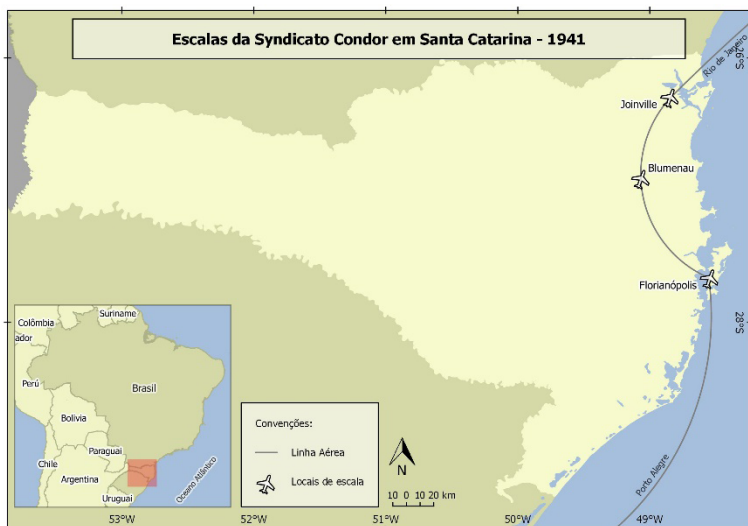 Escalas da Syndicato Condor em Santa Catarina - 1941
Rio de Janeiro
26°S
Joinville
Blumenau
Florianópolis
28°S
Porto Alegre
Suriname
Colômbia
ador
Perú
Brasil
Bolivia
Paraguai
Chile
Argentina
Uruguai
Oceano Atlântico
Convenções:
Linha Aérea
Locais de escala
N
10 0 10 20 km
53°W
52°W
51°W
50°W
49°W